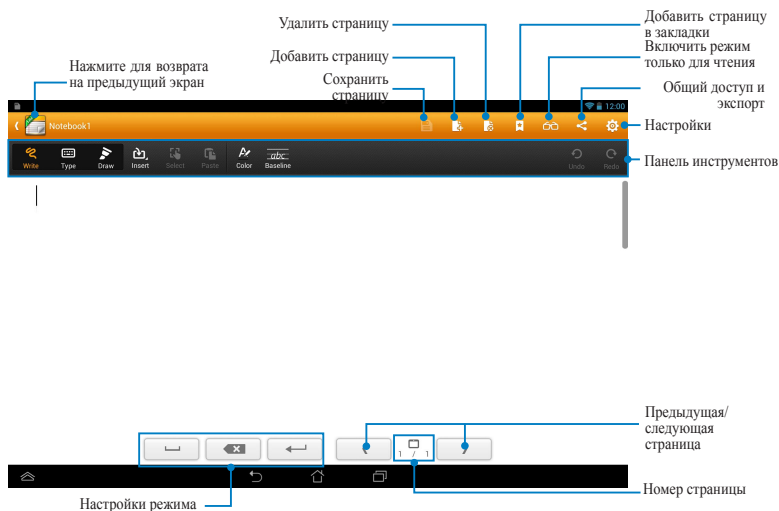 Удалить страницу
Добавить страницу
в закладки
Добавить страницу
Включить режим
только для чтения
Нажмите для возврата
на предыдущий экран
Сохранить
страницу
Общий доступ и
экспорт
12:00
Notebook1
Настройки
Write Type Draw Insert Select Paste Color abc Baseline Undo Redo
Панель инструментов
Предыдущая/
следующая
страница
1 / 1
Номер страницы
Настройки режима